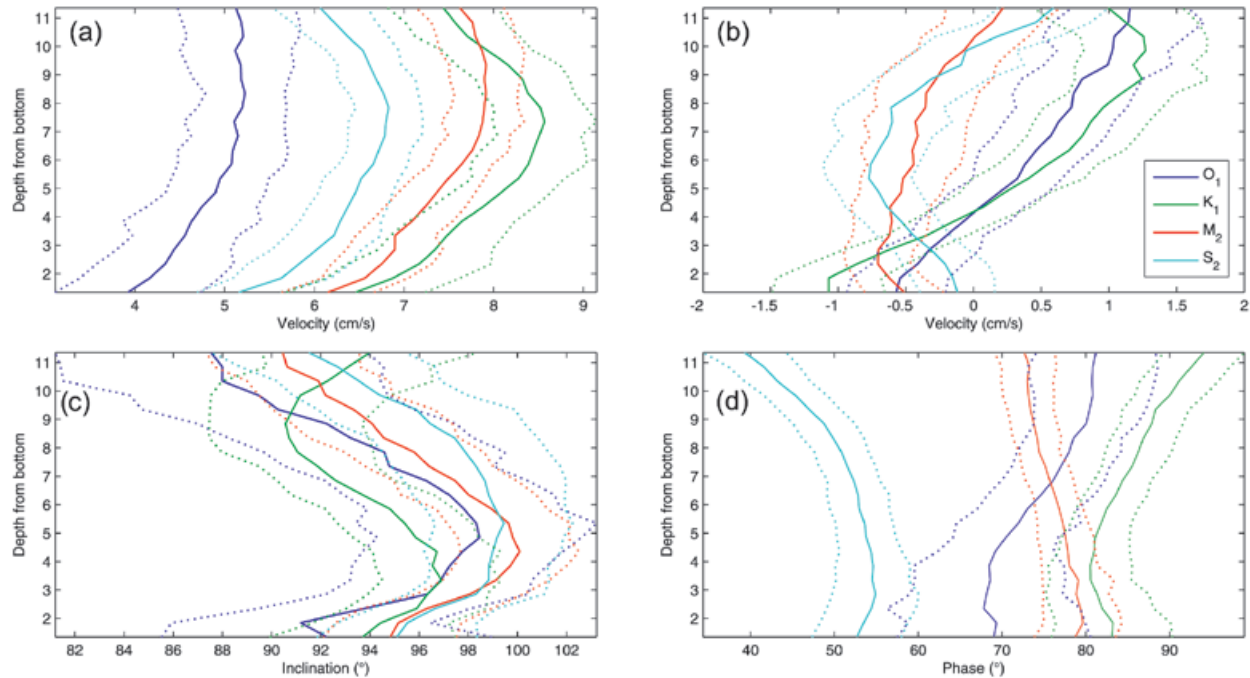 (a)
11
10
9
8
7
6
5
4
3
2
Depth from bottom
4 5 6 7 8 9
Velocity (cm/s)
(b)
11
10
9
8
7
6
5
4
3
2
Depth from bottom
-2 -1.5 -1 -0.5 0 0.5 1 1.5 2
Velocity (cm/s)
O1
K1
M2
S2
(c)
11
10
9
8
7
6
5
4
3
2
Depth from bottom
82 84 86 88 90 92 94 96 98 100 102
Inclination (°)
(d)
11
10
9
8
7
6
5
4
3
2
Depth from bottom
40 50 60 70 80 90
Phase (°)